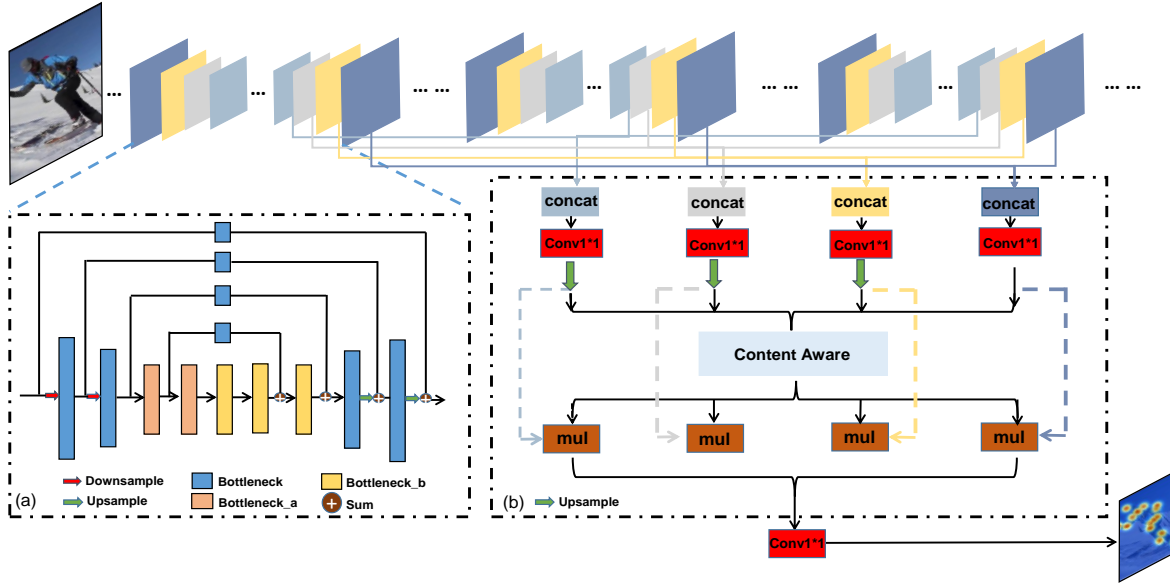 ... ... ... ... ... ... ... ... ... ...
concat concat concat concat
Conv1*1 Conv1*1 Conv1*1 Conv1*1
Content Aware
mul mul mul mul
Downsample Bottleneck Bottleneck_b
(a) Upsample Bottleneck_a Sum
(b) Upsample
Conv1*1